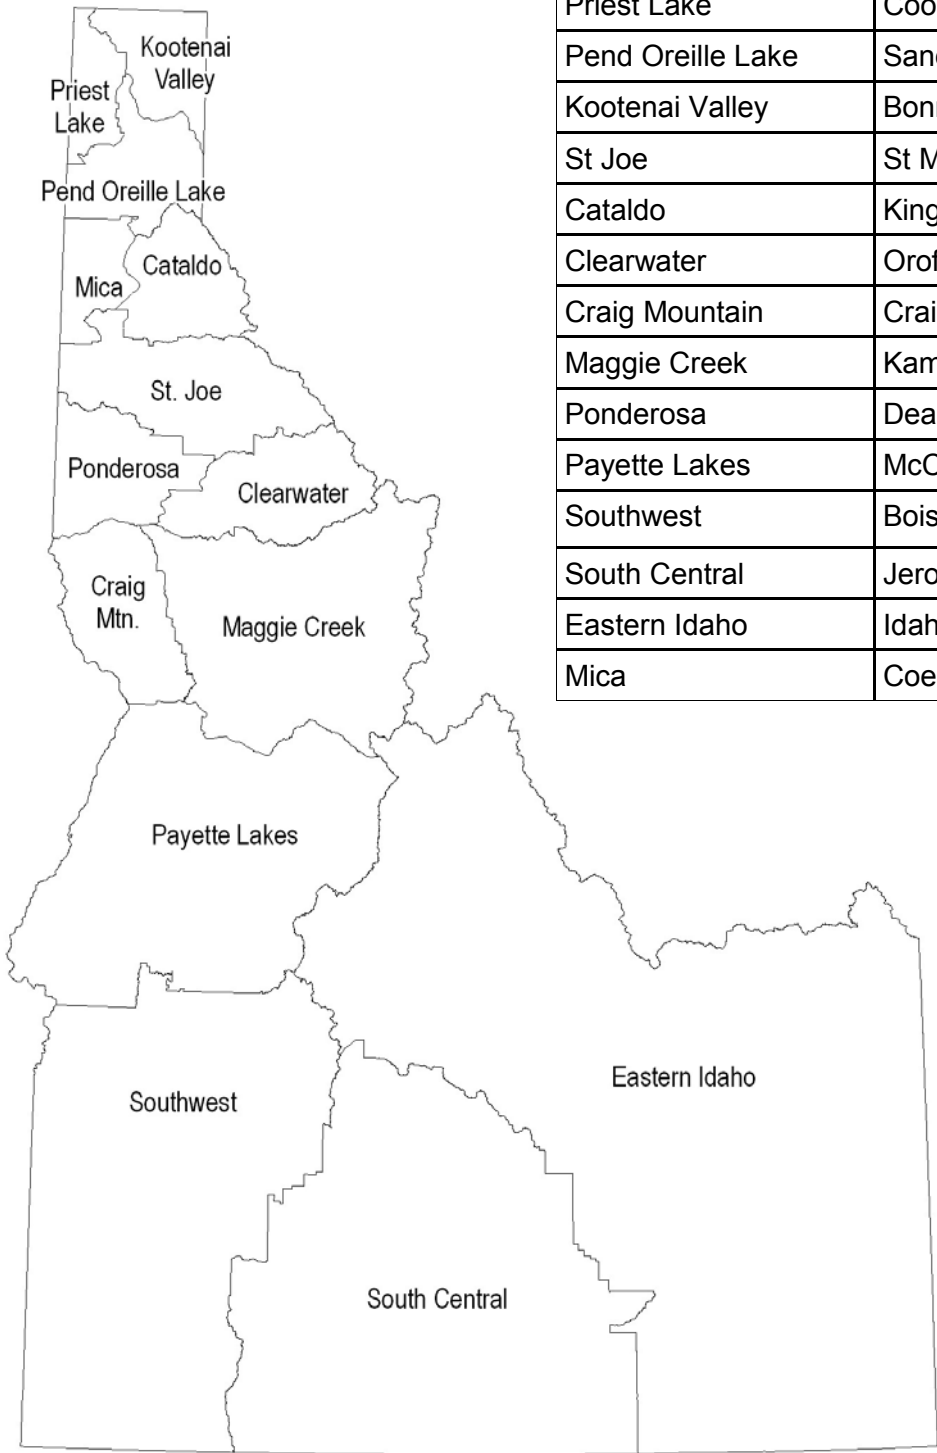 Kootenai
Valley
Priest
Lake
Pend Oreille Lake
Cataldo
Mica
St. Joe
Ponderosa
Clearwater
Craig
Mtn.
Maggie Creek
Payette Lakes
Eastern Idaho
Southwest
South Central
Priest Lake
Pend Oreille Lake
Kootenai Valley
St Joe
Cataldo
Clearwater
Craig Mountain
Maggie Creek
Ponderosa
Payette Lakes
Southwest
South Central
Eastern Idaho
Mica